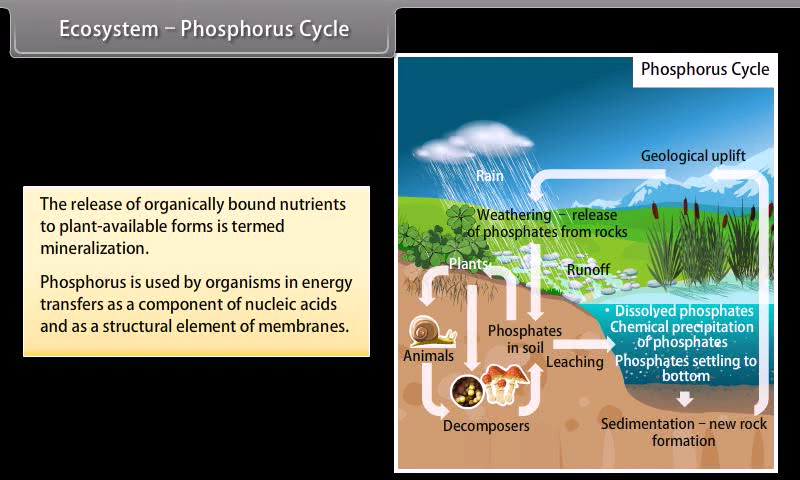 Ecosystem – Phosphorus Cycle
The release of organically bound nutrients
to plant-available forms is termed
mineralization.
Phosphorus is used by organisms in energy
transfers as a component of nucleic acids
and as a structural element of membranes.
Phosphorus Cycle
Geological uplift
Rain
Weathering – release
of phosphates from rocks
Plants
Runoff
• Dissolyed phosphates
Chemical precipitation
of phosphates
Phosphates settling to
bottom
Phosphates
in soil
Animals
Leaching
Decomposers
Sedimentation – new rock
formation